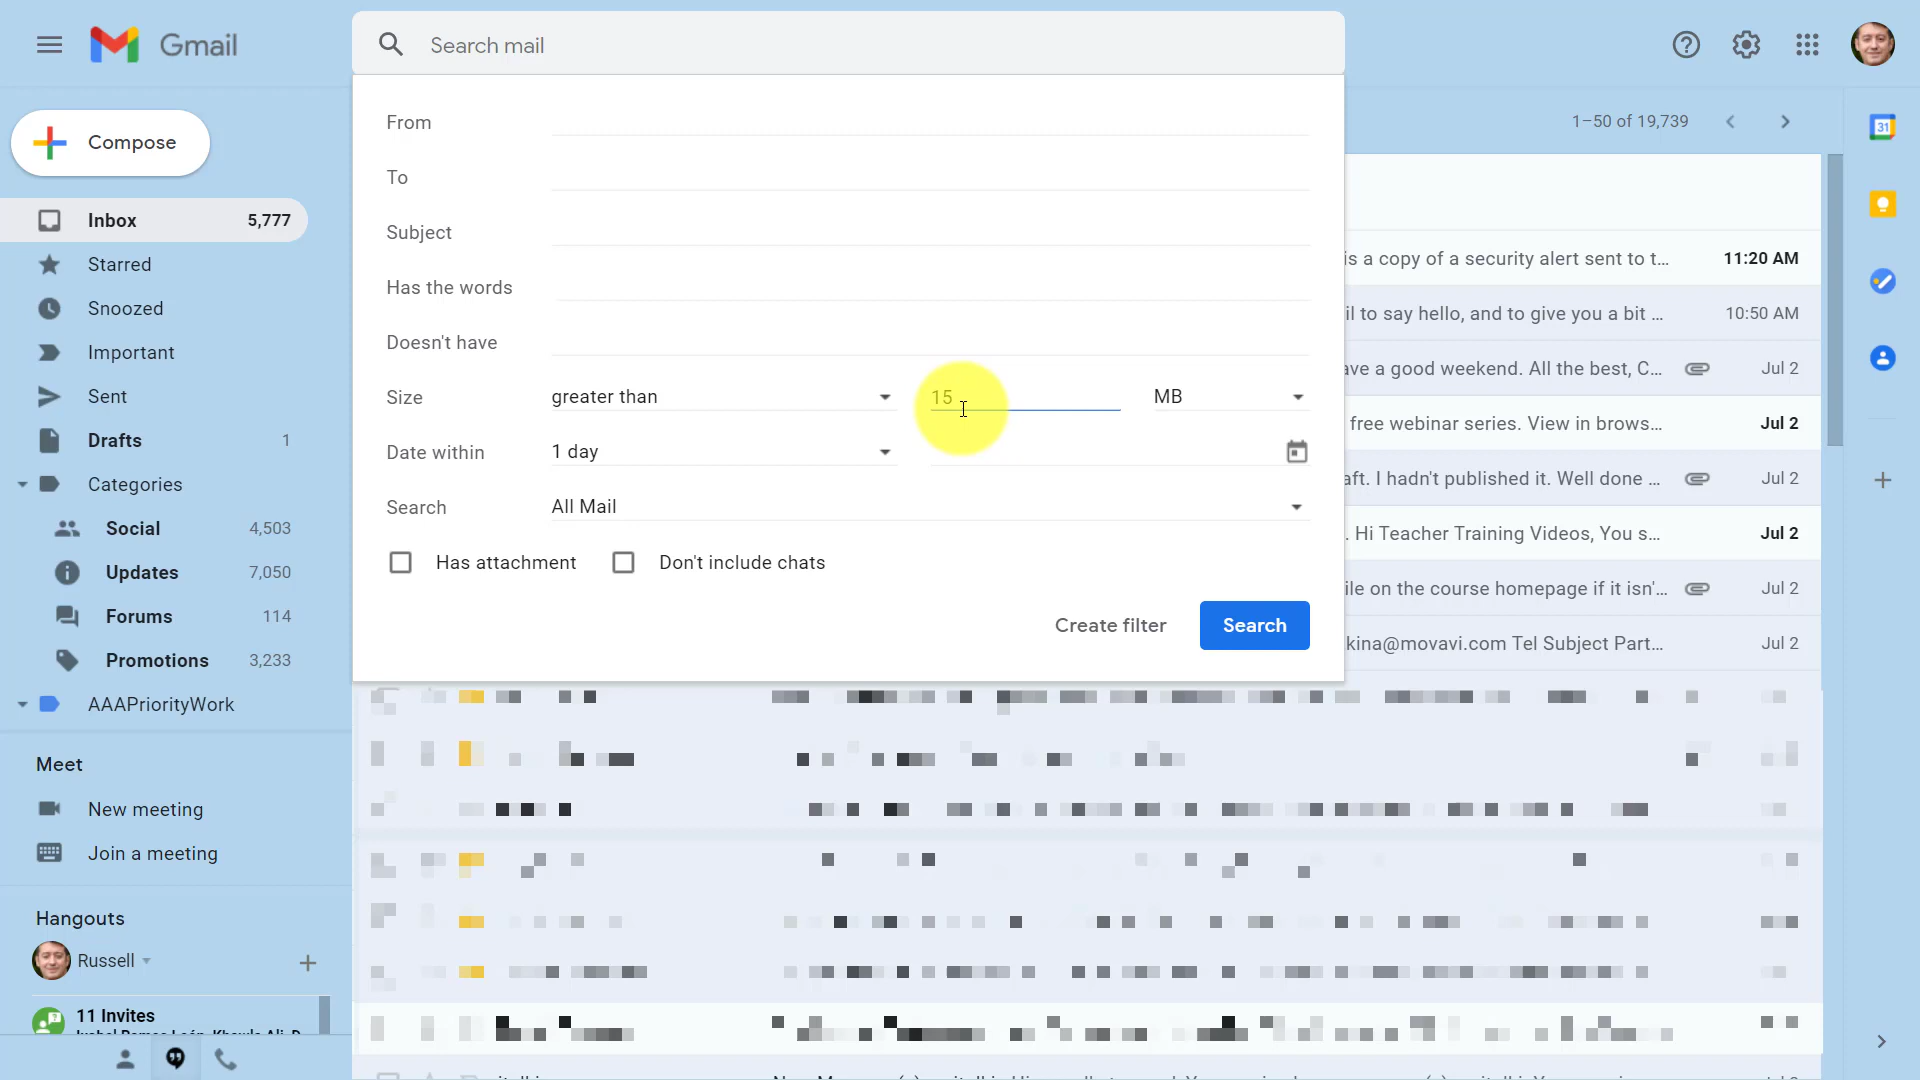 Gmail
Search mail
Compose
1–50 of 19,739
Inbox 5,777
Starred
Snoozed
Important
Sent
Drafts 1
Categories
Social 4,503
Updates 7,050
Forums 114
Promotions 3,233
AAAPriorityWork
Meet
New meeting
Join a meeting
Hangouts
Russell
11 Invites
From
To
Subject
Has the words
Doesn't have
Size greater than 15 MB
Date within 1 day
Search All Mail
Has attachment Don't include chats
Create filter Search
is a copy of a security alert sent to t... 11:20 AM
il to say hello, and to give you a bit ... 10:50 AM
ave a good weekend. All the best, C... Jul 2
free webinar series. View in brows... Jul 2
aft. I hadn't published it. Well done ... Jul 2
. Hi Teacher Training Videos, You s... Jul 2
ile on the course homepage if it isn'... Jul 2
kina@movavi.com Tel Subject Part... Jul 2
31